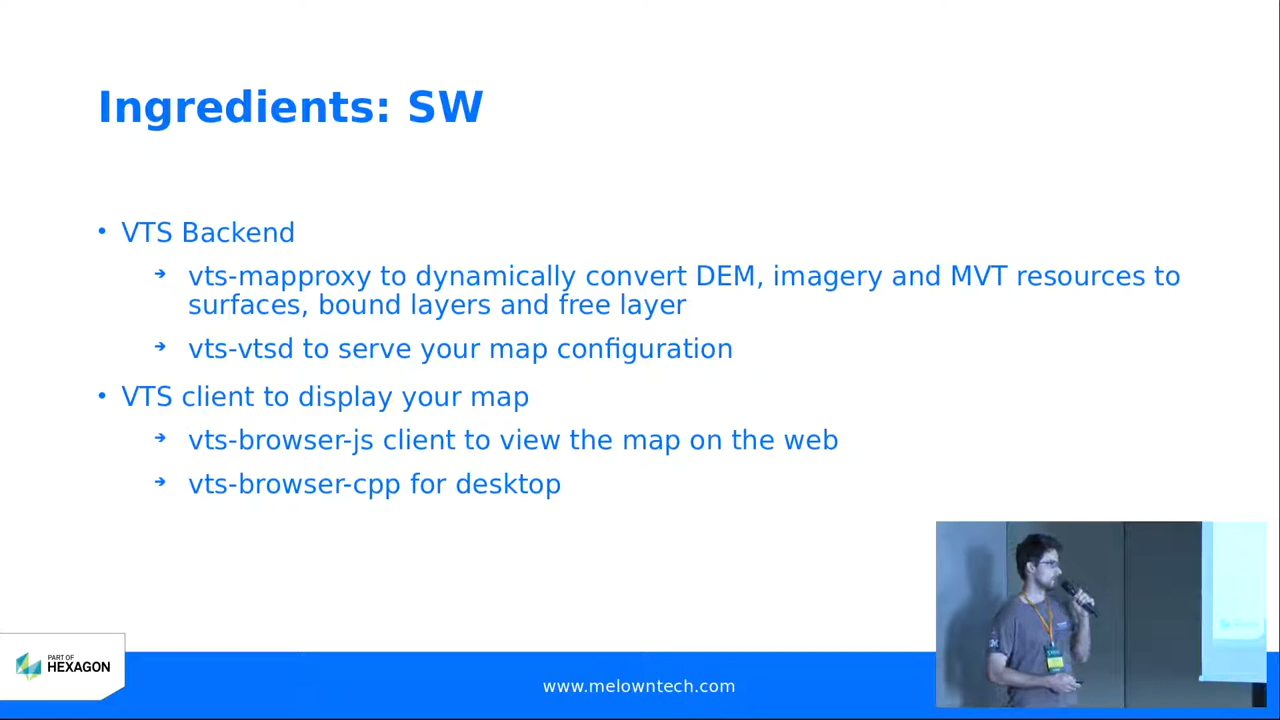 Ingredients: SW
• VTS Backend
➔ vts-mapproxy to dynamically convert DEM, imagery and MVT resources to
surfaces, bound layers and free layer
➔ vts-vtsd to serve your map configuration
• VTS client to display your map
➔ vts-browser-js client to view the map on the web
➔ vts-browser-cpp for desktop
PART OF
HEXAGON
www.melowntech.com